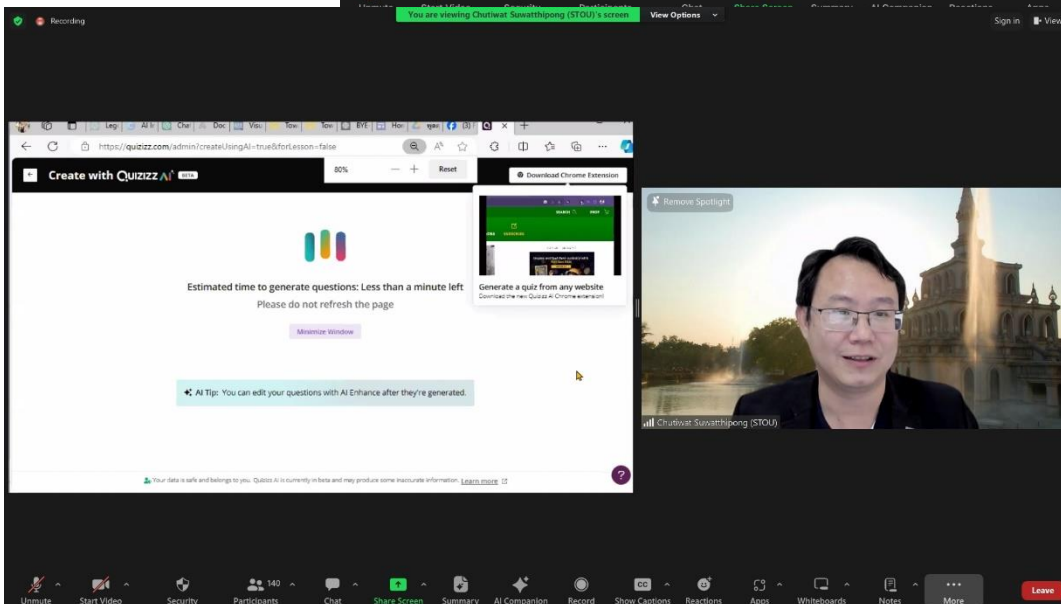 You are viewing Chutiwat Suwatthipong (STOU)'s screen
View Options
Recording
Sign in
View
https://quizizz.com/admin?createUsingAI=true&forLesson=false
80%
Reset
Create with Quizizz AI BETA
Download Chrome Extension
Generate a quiz from any website
Download the new Quizizz AI Chrome extension!
Estimated time to generate questions: Less than a minute left
Please do not refresh the page
Minimize Window
AI Tip: You can edit your questions with AI Enhance after they're generated.
Your data is safe and belongs to you. Quizizz AI is currently in beta and may produce some inaccurate information. Learn more
?
Remove Spotlight
Chutiwat Suwatthipong (STOU)
140
CC
Unmute
Start Video
Security
Participants
Chat
Share Screen
Summary
AI Companion
Record
Show Captions
Reactions
Apps
Whiteboards
Notes
More
Leave